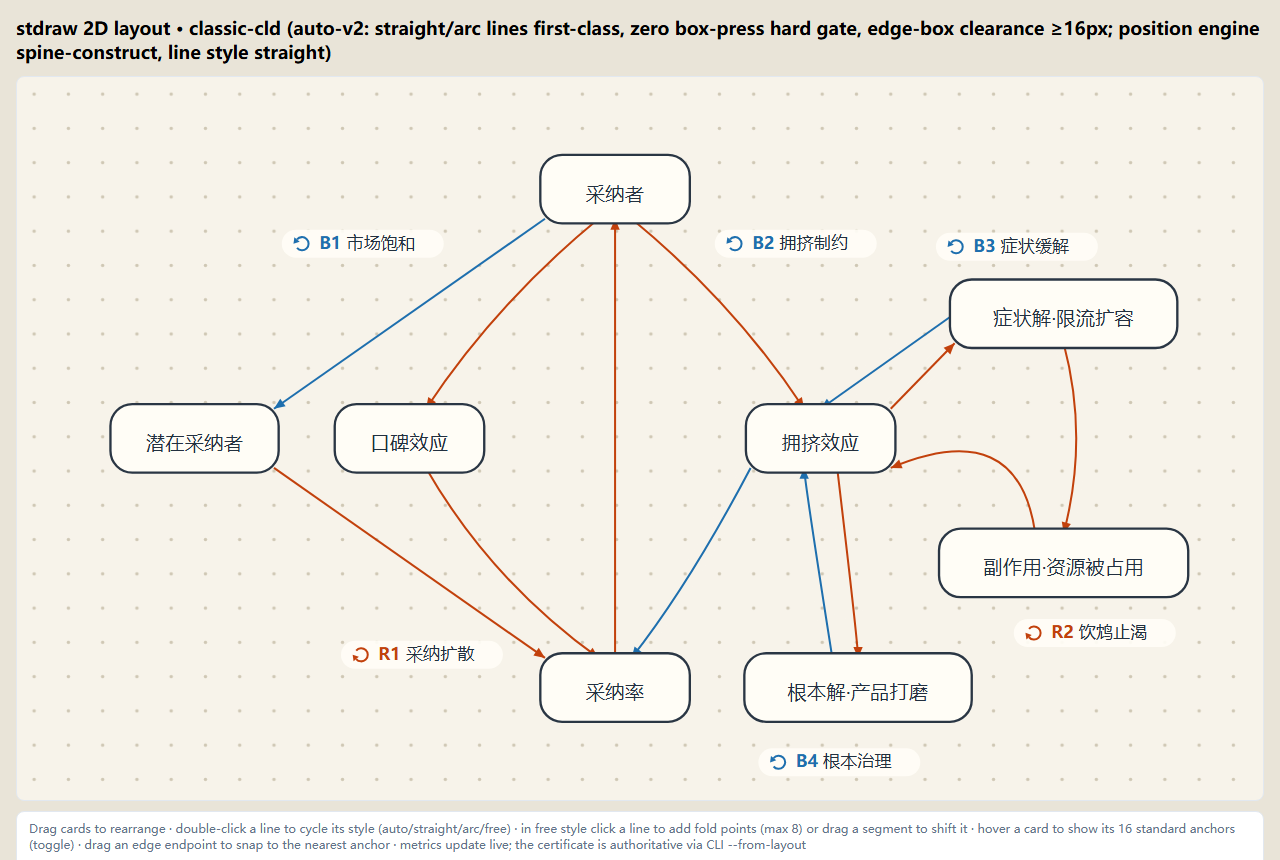 stdraw 2D layout • classic-cld (auto-v2: straight/arc lines first-class, zero box-press hard gate, edge-box clearance ≥16px; position engine
spine-construct, line style straight)
采纳者
B1 市场饱和
B2 拥挤制约
B3 症状缓解
症状解·限流扩容
潜在采纳者
口碑效应
拥挤效应
副作用·资源被占用
R2 饮鸩止渴
R1 采纳扩散
采纳率
根本解·产品打磨
B4 根本治理
Drag cards to rearrange · double-click a line to cycle its style (auto/straight/arc/free) · in free style click a line to add fold points (max 8) or drag a segment to shift it · hover a card to show its 16 standard anchors
(toggle) · drag an edge endpoint to snap to the nearest anchor · metrics update live; the certificate is authoritative via CLI --from-layout